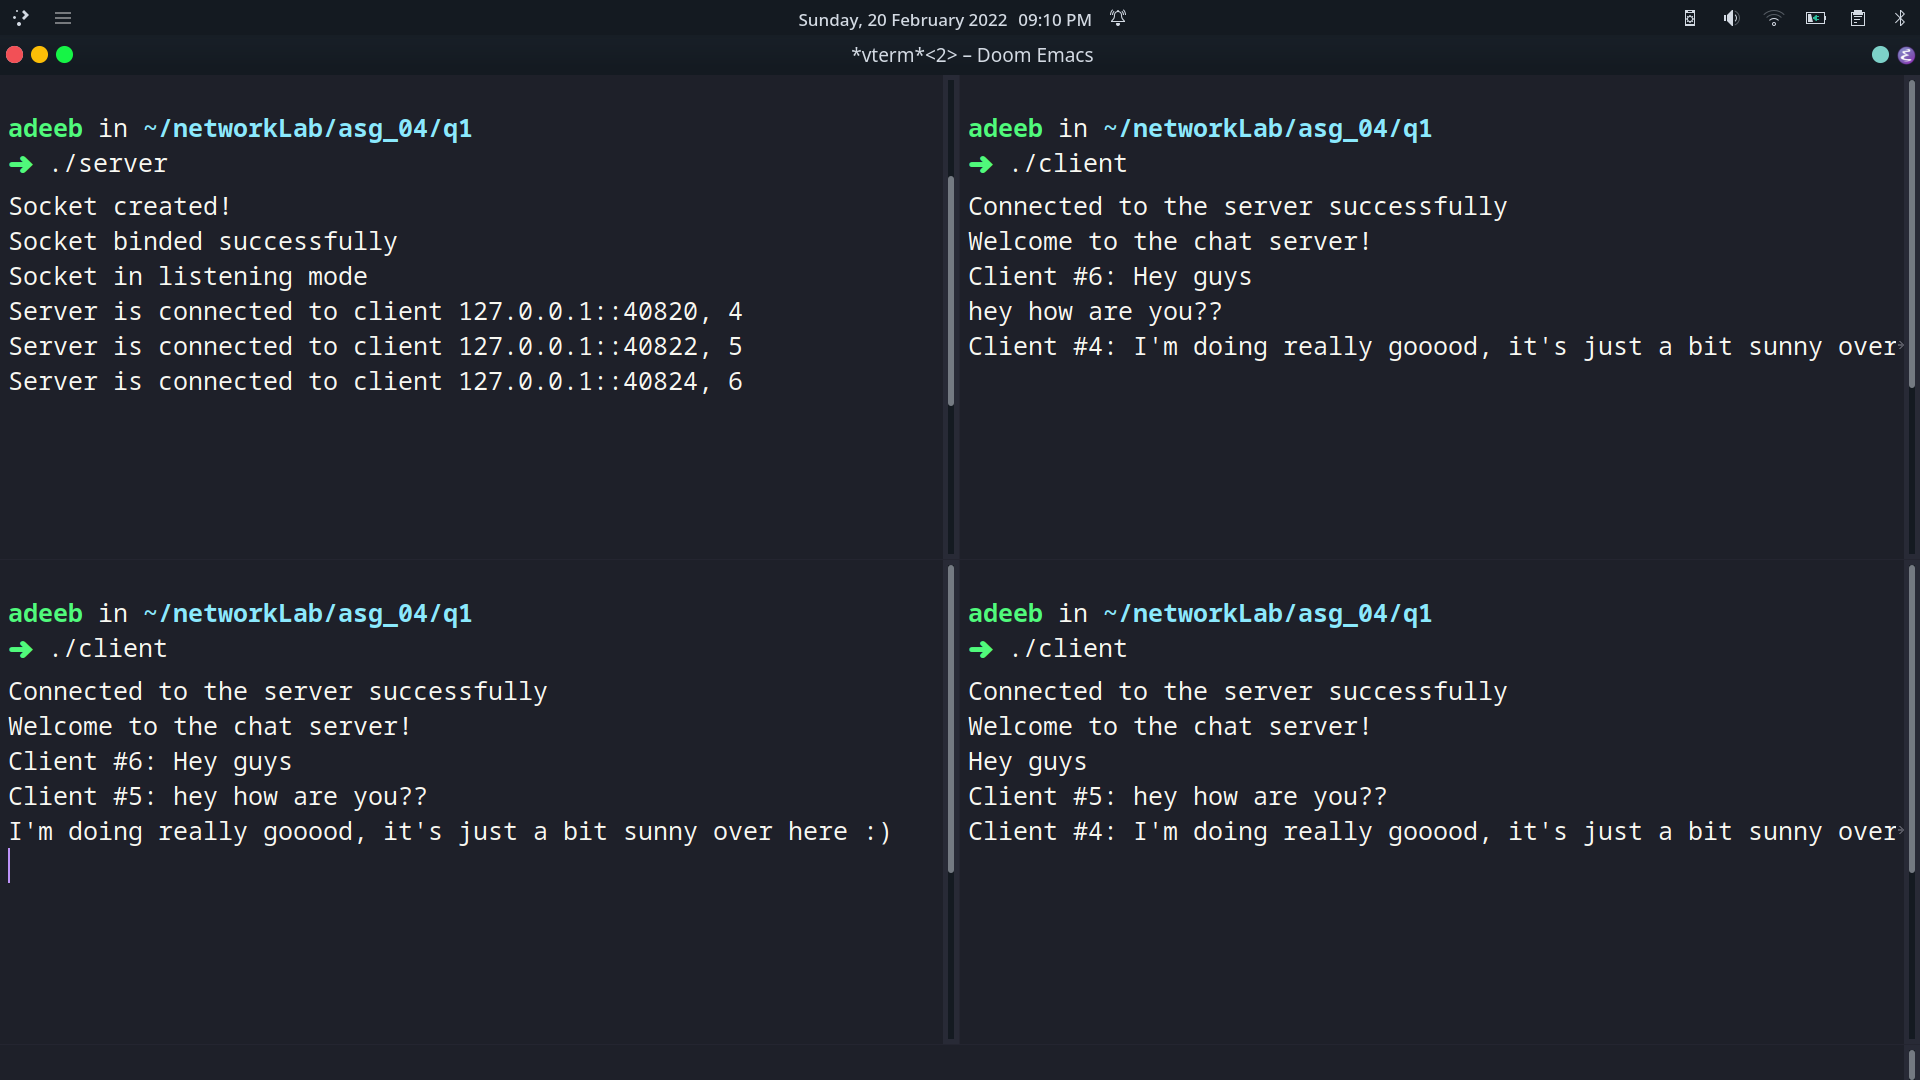 Sunday, 20 February 2022 09:10 PM
*vterm*<2> – Doom Emacs
adeeb in ~/networkLab/asg_04/q1
➜ ./server
Socket created!
Socket binded successfully
Socket in listening mode
Server is connected to client 127.0.0.1::40820, 4
Server is connected to client 127.0.0.1::40822, 5
Server is connected to client 127.0.0.1::40824, 6
adeeb in ~/networkLab/asg_04/q1
➜ ./client
Connected to the server successfully
Welcome to the chat server!
Client #6: Hey guys
hey how are you??
Client #4: I'm doing really gooood, it's just a bit sunny over
adeeb in ~/networkLab/asg_04/q1
➜ ./client
Connected to the server successfully
Welcome to the chat server!
Client #6: Hey guys
Client #5: hey how are you??
I'm doing really gooood, it's just a bit sunny over here :)
adeeb in ~/networkLab/asg_04/q1
➜ ./client
Connected to the server successfully
Welcome to the chat server!
Hey guys
Client #5: hey how are you??
Client #4: I'm doing really gooood, it's just a bit sunny over